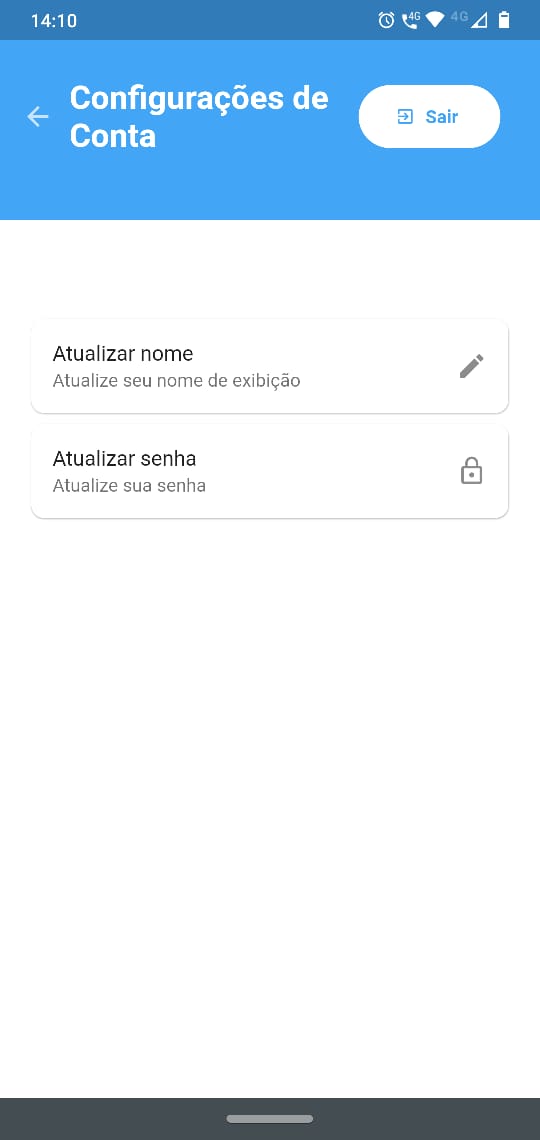 14:10
4G
4G
Configurações de
Conta
Sair
Atualizar nome
Atualize seu nome de exibição
Atualizar senha
Atualize sua senha